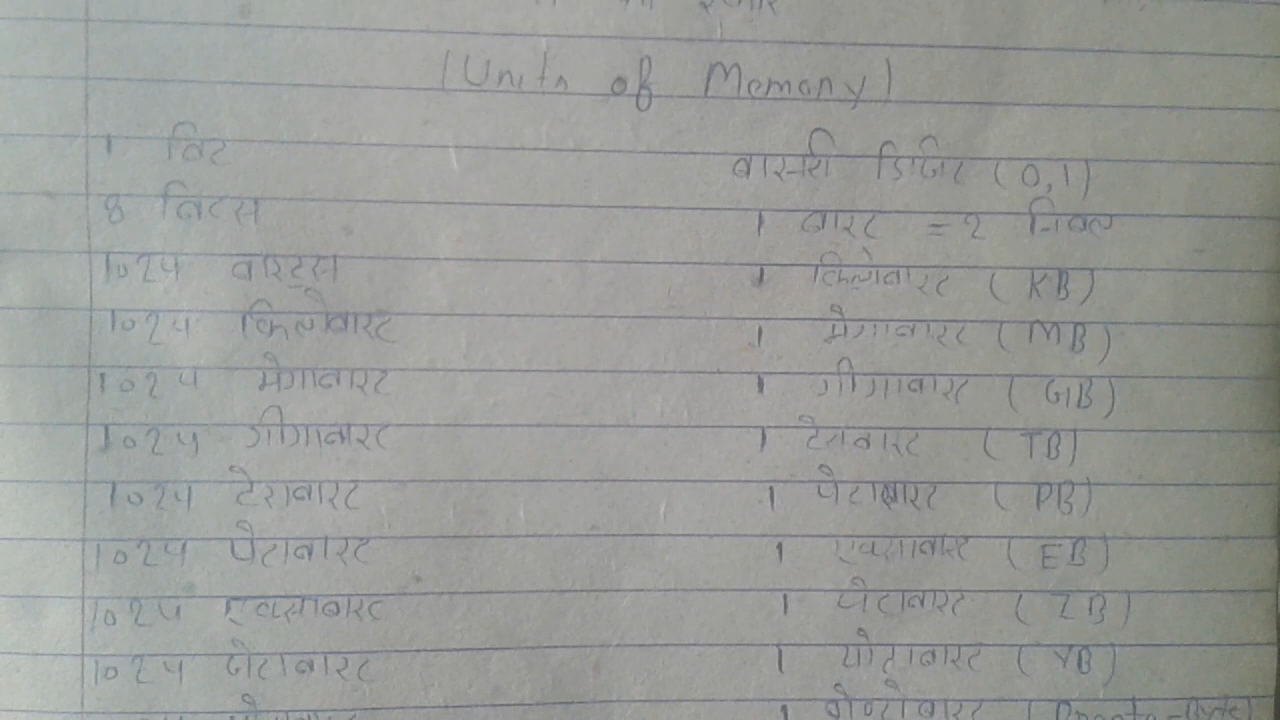 (Units of Memory)
1 बिट बाइनरी डिजिट (0,1)
8 बिटस 1 बाइट = 2 निबल
1024 बाइट्स 1 किलोबाइट (KB)
1024 किलोबाइट 1 मेगाबाइट (MB)
1024 मेगाबाइट 1 गीगाबाइट (GB)
1024 गीगाबाइट 1 टेराबाइट (TB)
1024 टेराबाइट 1 पेटाबाइट (PB)
1024 पेटाबाइट 1 एक्साबाइट (EB)
1024 एक्साबाइट 1 जेटाबाइट (ZB)
1024 जेटाबाइट 1 योटाबाइट (YB)